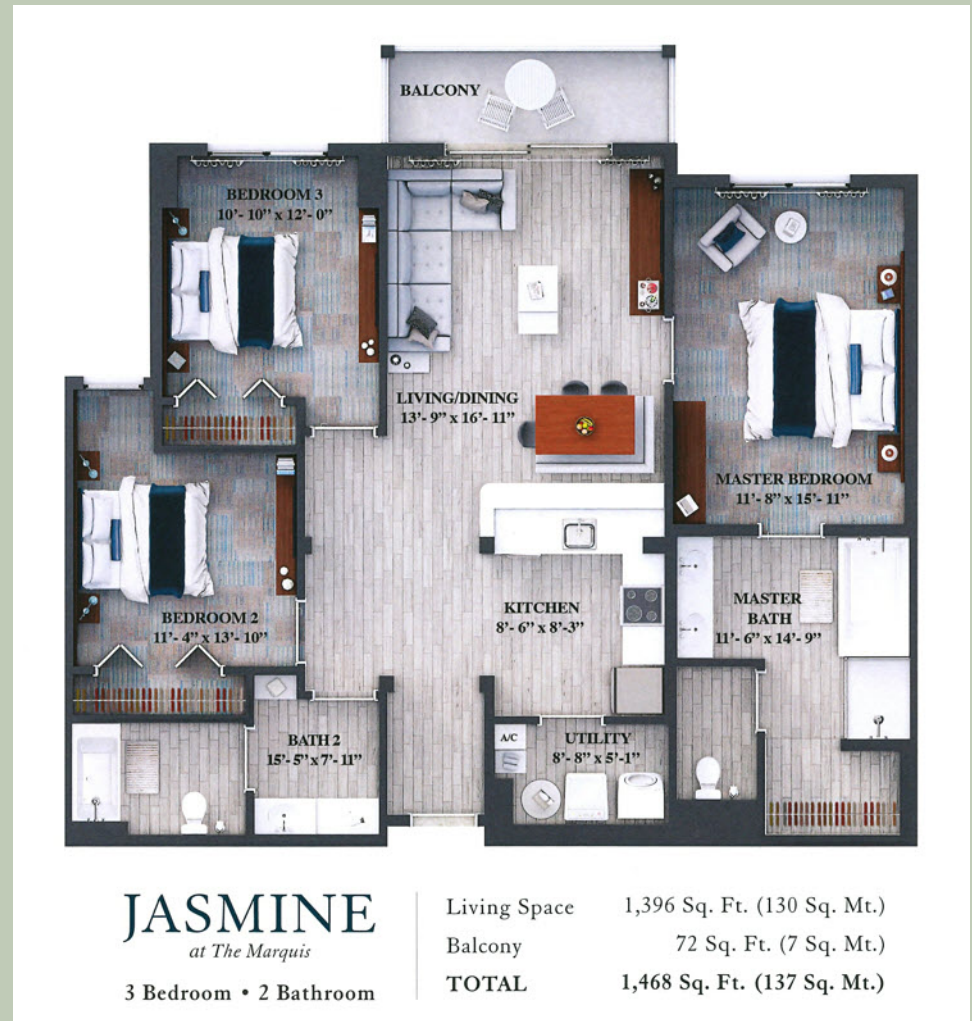 BALCONY
BEDROOM 3
10'- 10" x 12'- 0"
LIVING/DINING
13'- 9" x 16'- 11"
MASTER BEDROOM
11'- 8" x 15'- 11"
BEDROOM 2
11'- 4" x 13'- 10"
KITCHEN
8'- 6" x 8'-3"
MASTER
BATH
11'- 6" x 14'- 9"
BATH 2
15'- 5" x 7'- 11"
A/C
UTILITY
8'- 8" x 5'-1"
JASMINE
at The Marquis
3 Bedroom • 2 Bathroom
Living Space 1,396 Sq. Ft. (130 Sq. Mt.)
Balcony 72 Sq. Ft. (7 Sq. Mt.)
TOTAL 1,468 Sq. Ft. (137 Sq. Mt.)